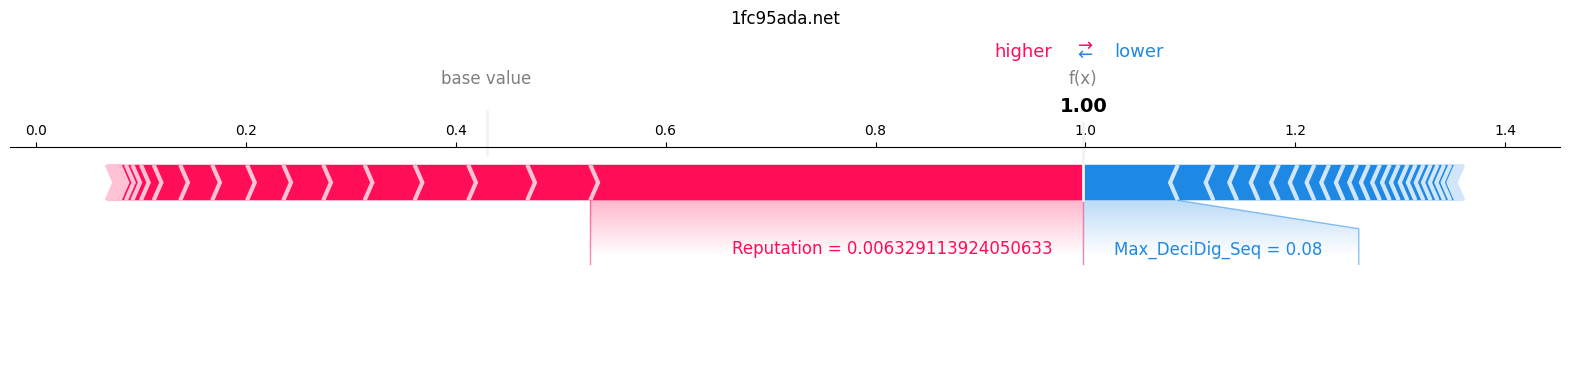 1fc95ada.net
higher ⇄ lower
base value f(x)
1.00
0.0 0.2 0.4 0.6 0.8 1.0 1.2 1.4
Reputation = 0.006329113924050633 Max_DeciDig_Seq = 0.08